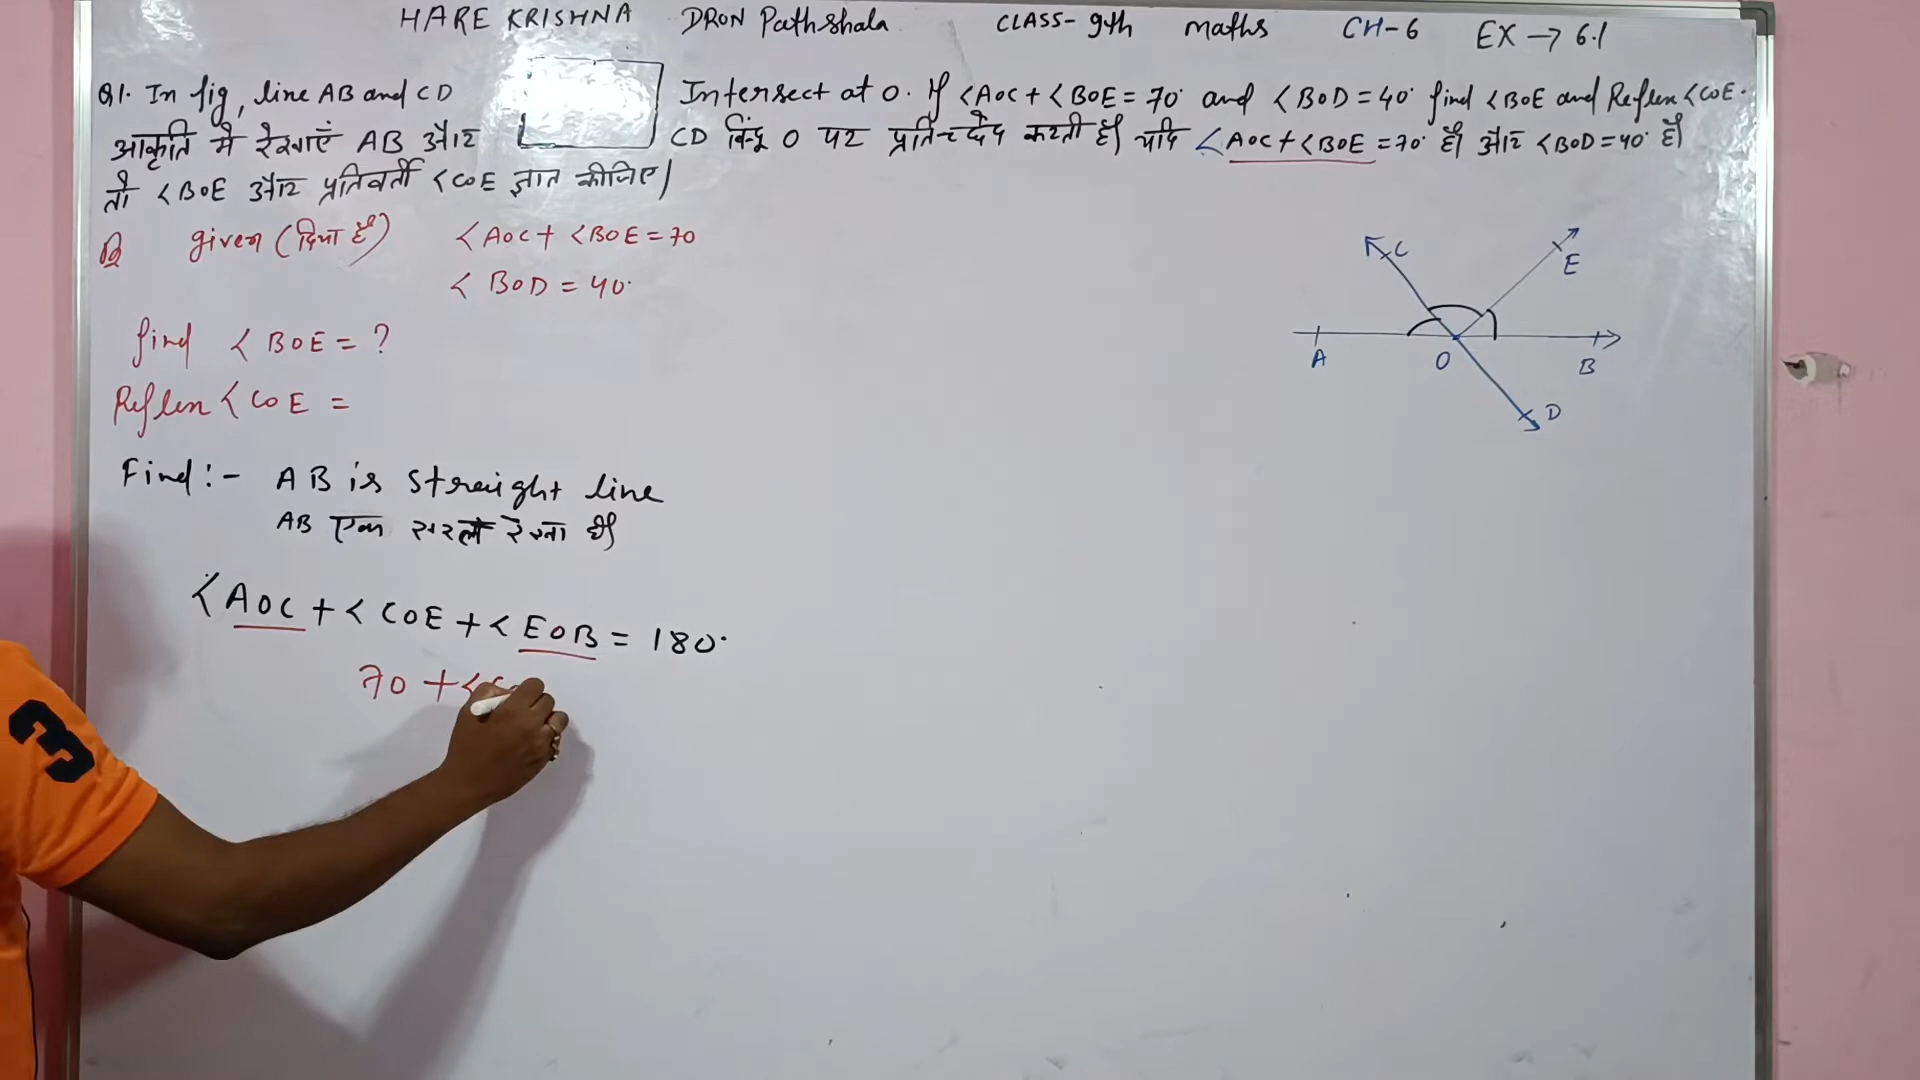 HARE KRISHNA DRON Pathshala CLASS- 9th maths CH-6 EX → 6.1
Q1. In fig, line AB and CD Intersect at O. If <AOC + <BOE = 70° and <BOD = 40° find <BOE and Reflex <COE.
आकृति में रेखाएं AB और CD बिन्दू O पर प्रतिच्छेद करती हैं। यदि <AOC + <BOE = 70° हैं और <BOD = 40° हैं
तो <BOE और प्रतिवर्ती <COE ज्ञात कीजिए।
given (दिया है) <AOC + <BOE = 70
<BOD = 40°
find <BOE = ?
Reflex <COE =
Find :- AB is straight line
AB एक सरल रेखा है
<AOC + <COE + <EOB = 180°
70 + <
C
E
A
O
B
D
3